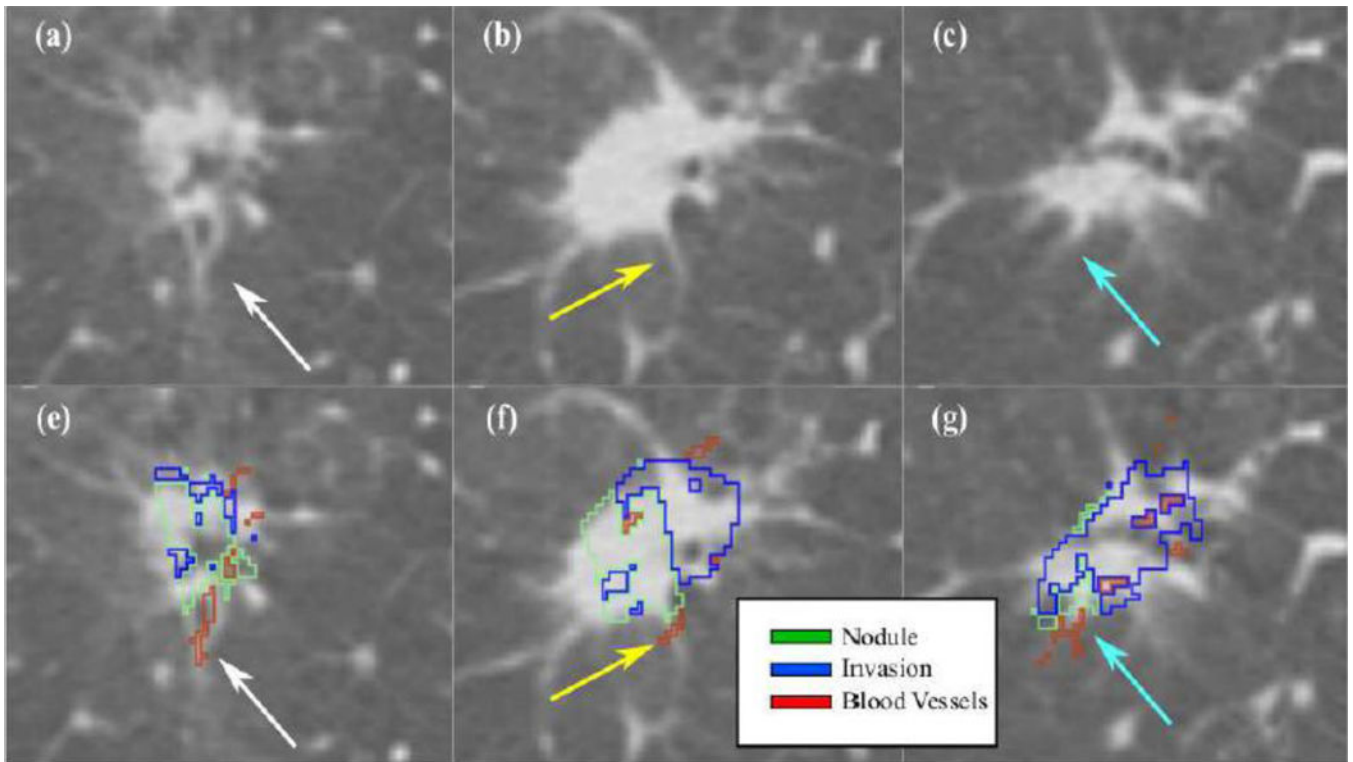 (a)
(b)
(c)
(e)
(f)
(g)
Nodule
Invasion
Blood Vessels